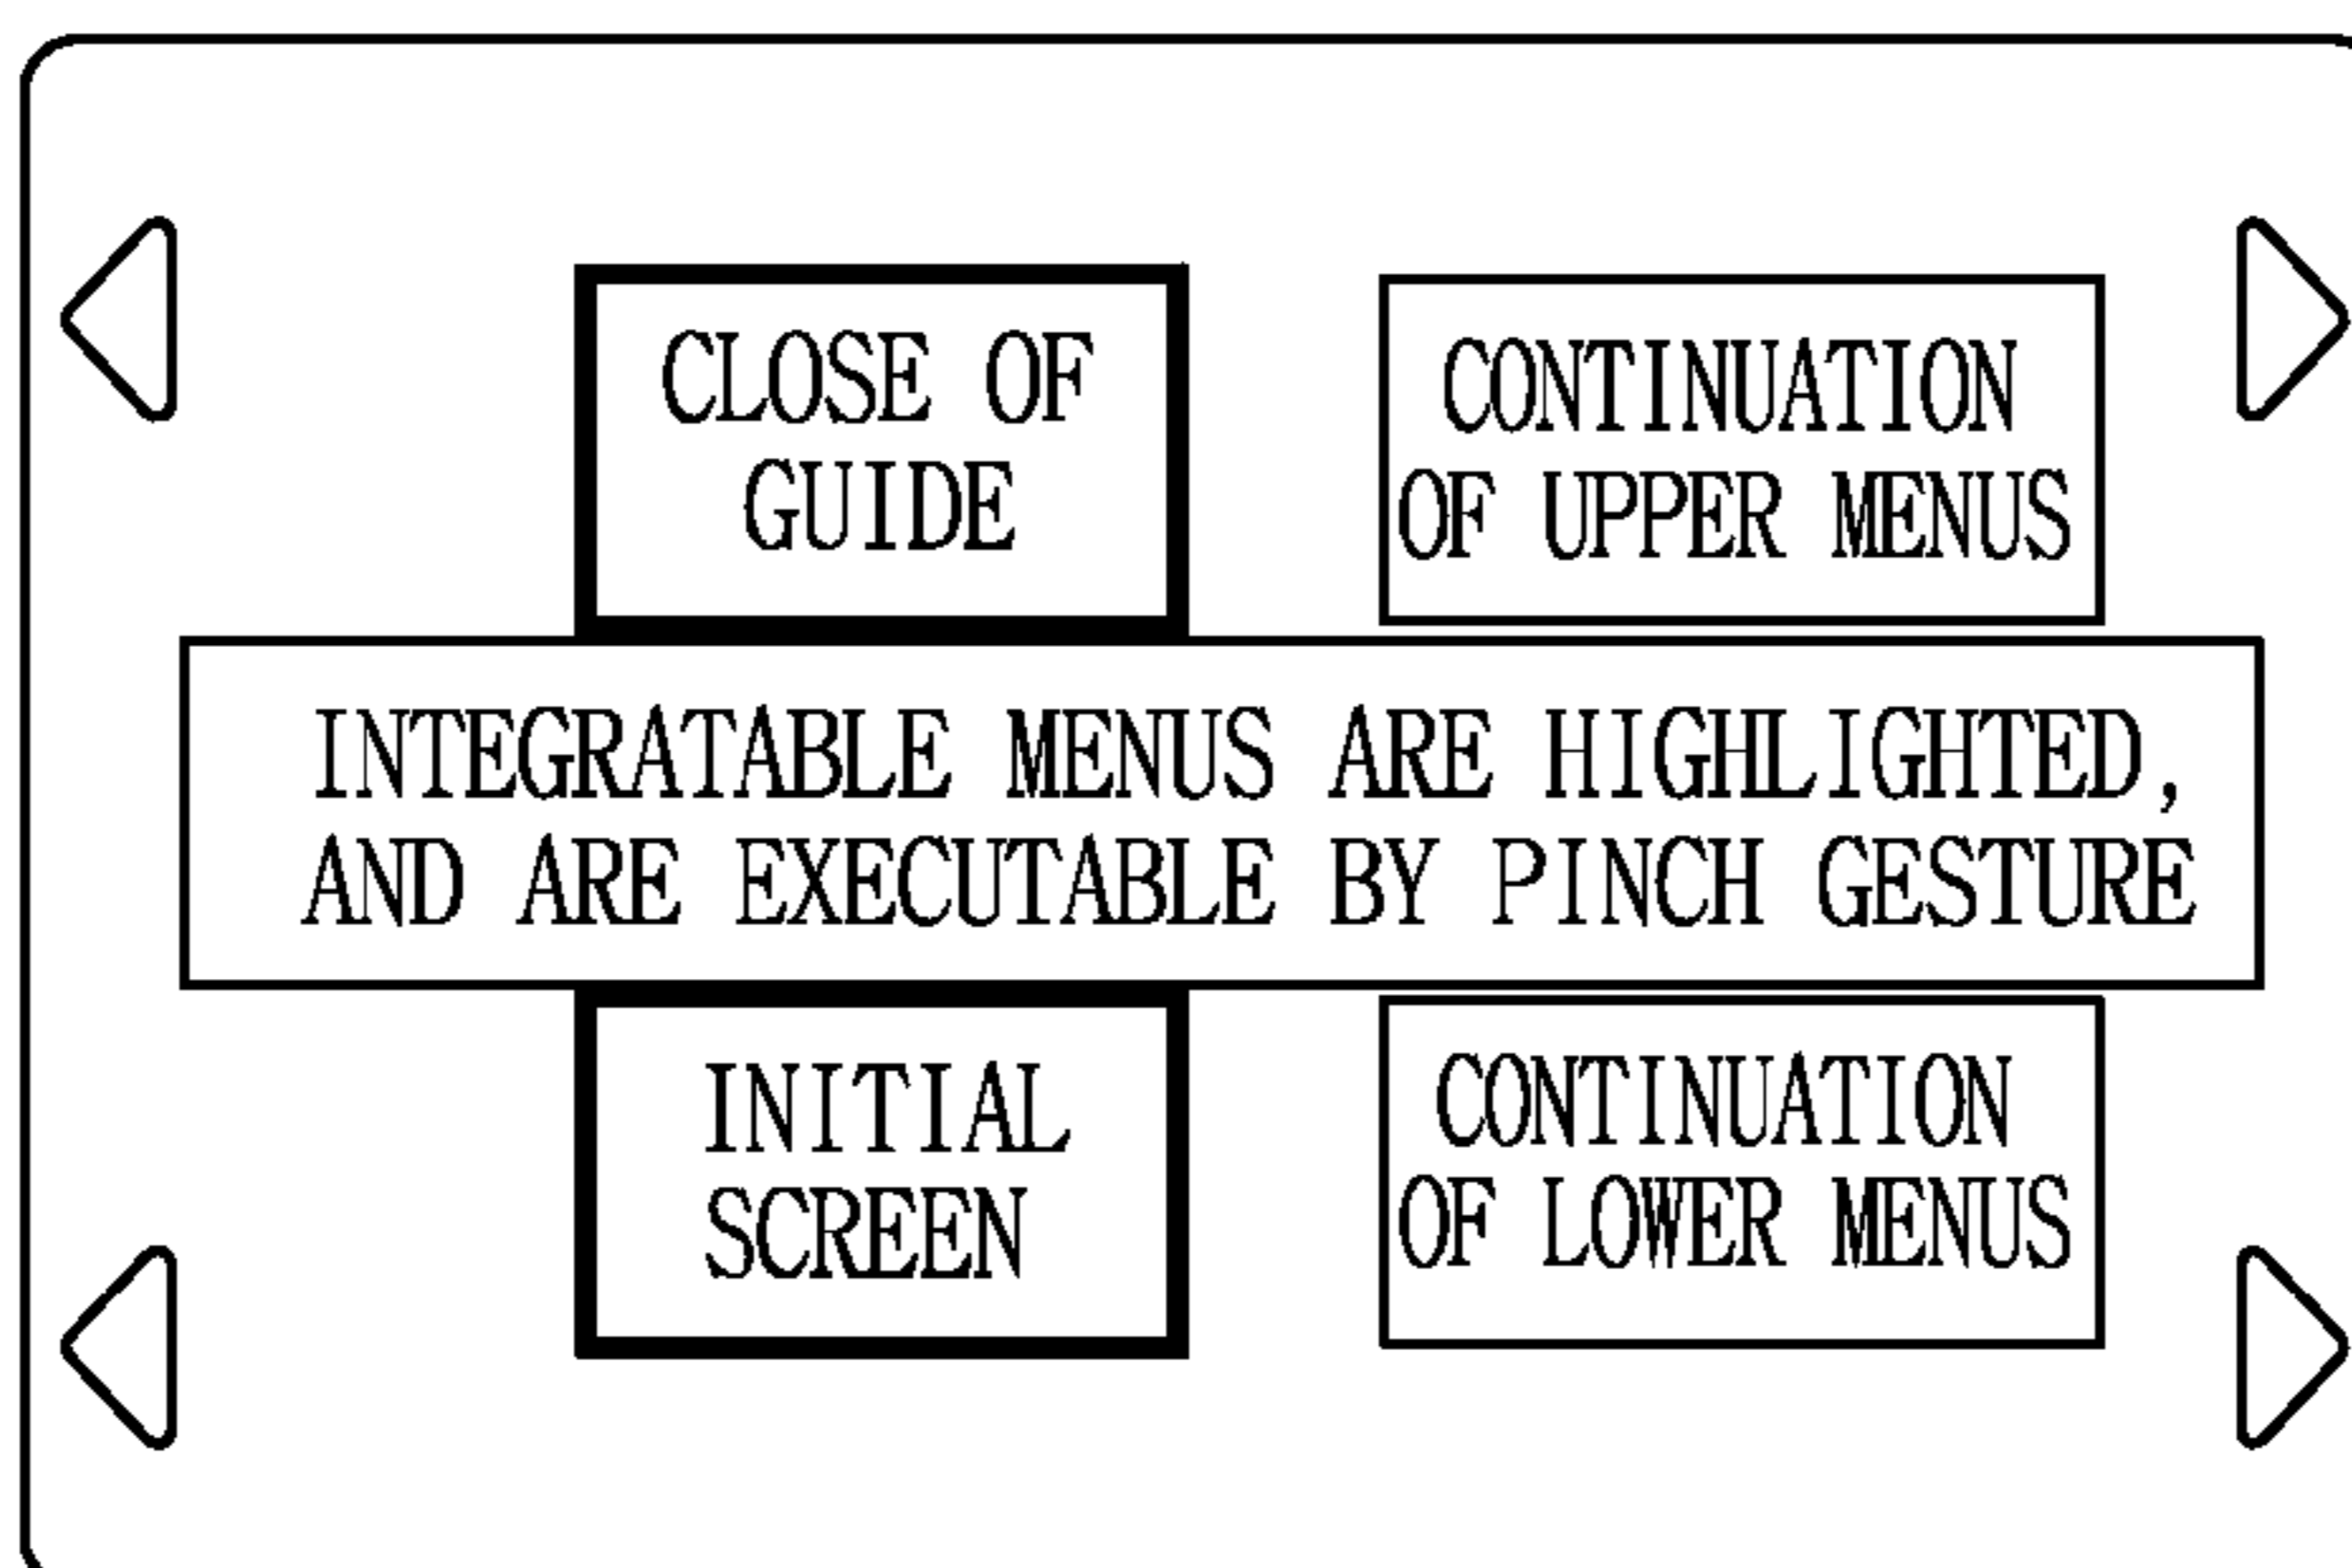 CLOSE OF
GUIDE
CONTINUATION
OF UPPER MENUS
INTEGRATABLE MENUS ARE HIGHLIGHTED,
AND ARE EXECUTABLE BY PINCH GESTURE
INITIAL
SCREEN
CONTINUATION
OF LOWER MENUS